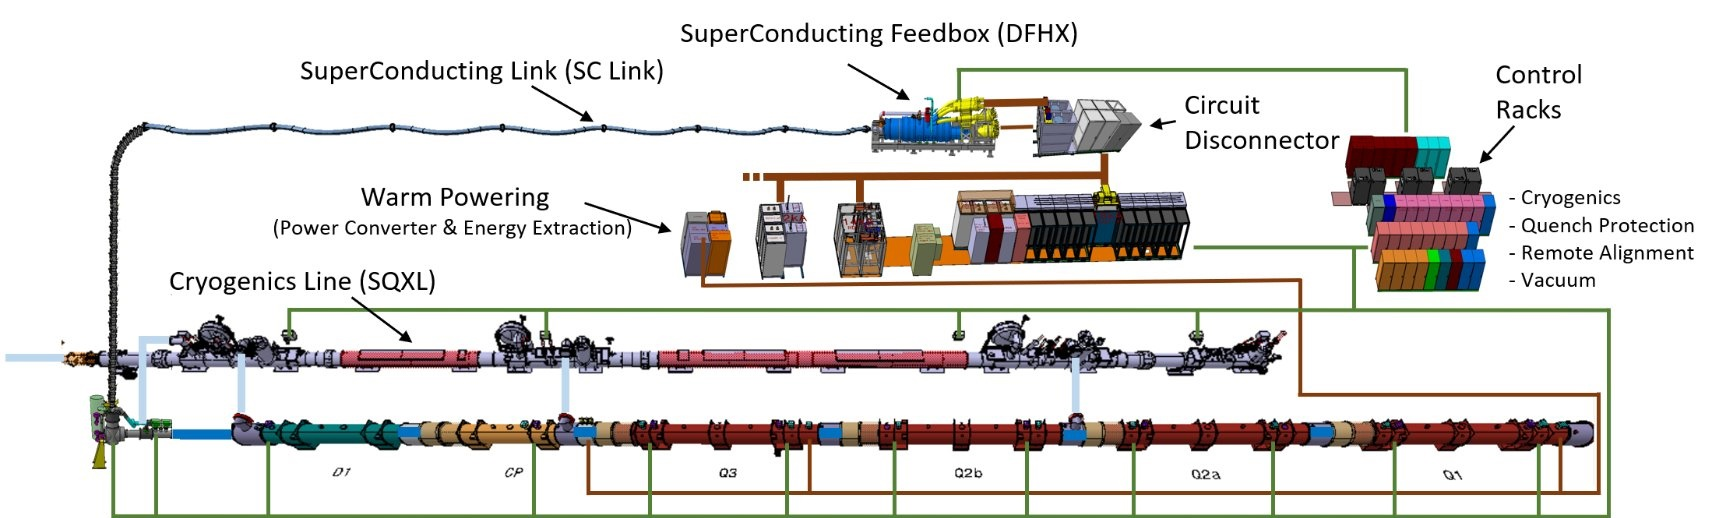 SuperConducting Feedbox (DFHX)
SuperConducting Link (SC Link)
Control
Racks
Circuit
Disconnector
Warm Powering
(Power Converter & Energy Extraction)
- Cryogenics
- Quench Protection
- Remote Alignment
- Vacuum
Cryogenics Line (SQXL)
D1
CP
Q3
Q2b
Q2a
Q1